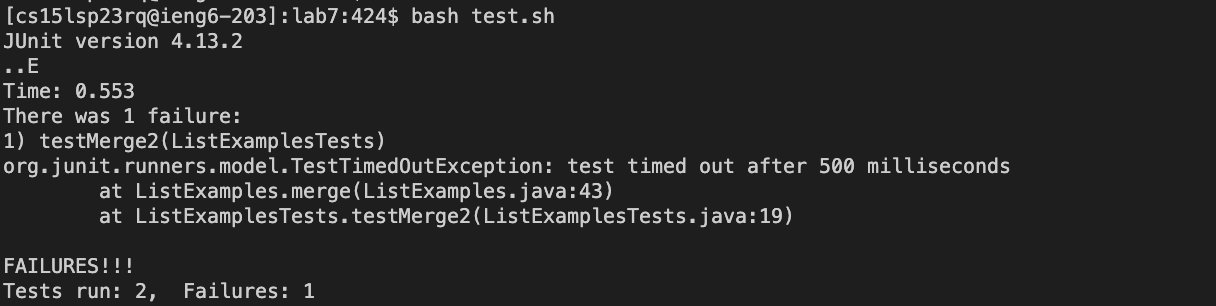 [cs15lsp23rq@ieng6-203]:lab7:424$ bash test.sh
JUnit version 4.13.2
..E
Time: 0.553
There was 1 failure:
1) testMerge2(ListExamplesTests)
org.junit.runners.model.TestTimedOutException: test timed out after 500 milliseconds
        at ListExamples.merge(ListExamples.java:43)
        at ListExamplesTests.testMerge2(ListExamplesTests.java:19)

FAILURES!!!
Tests run: 2,  Failures: 1